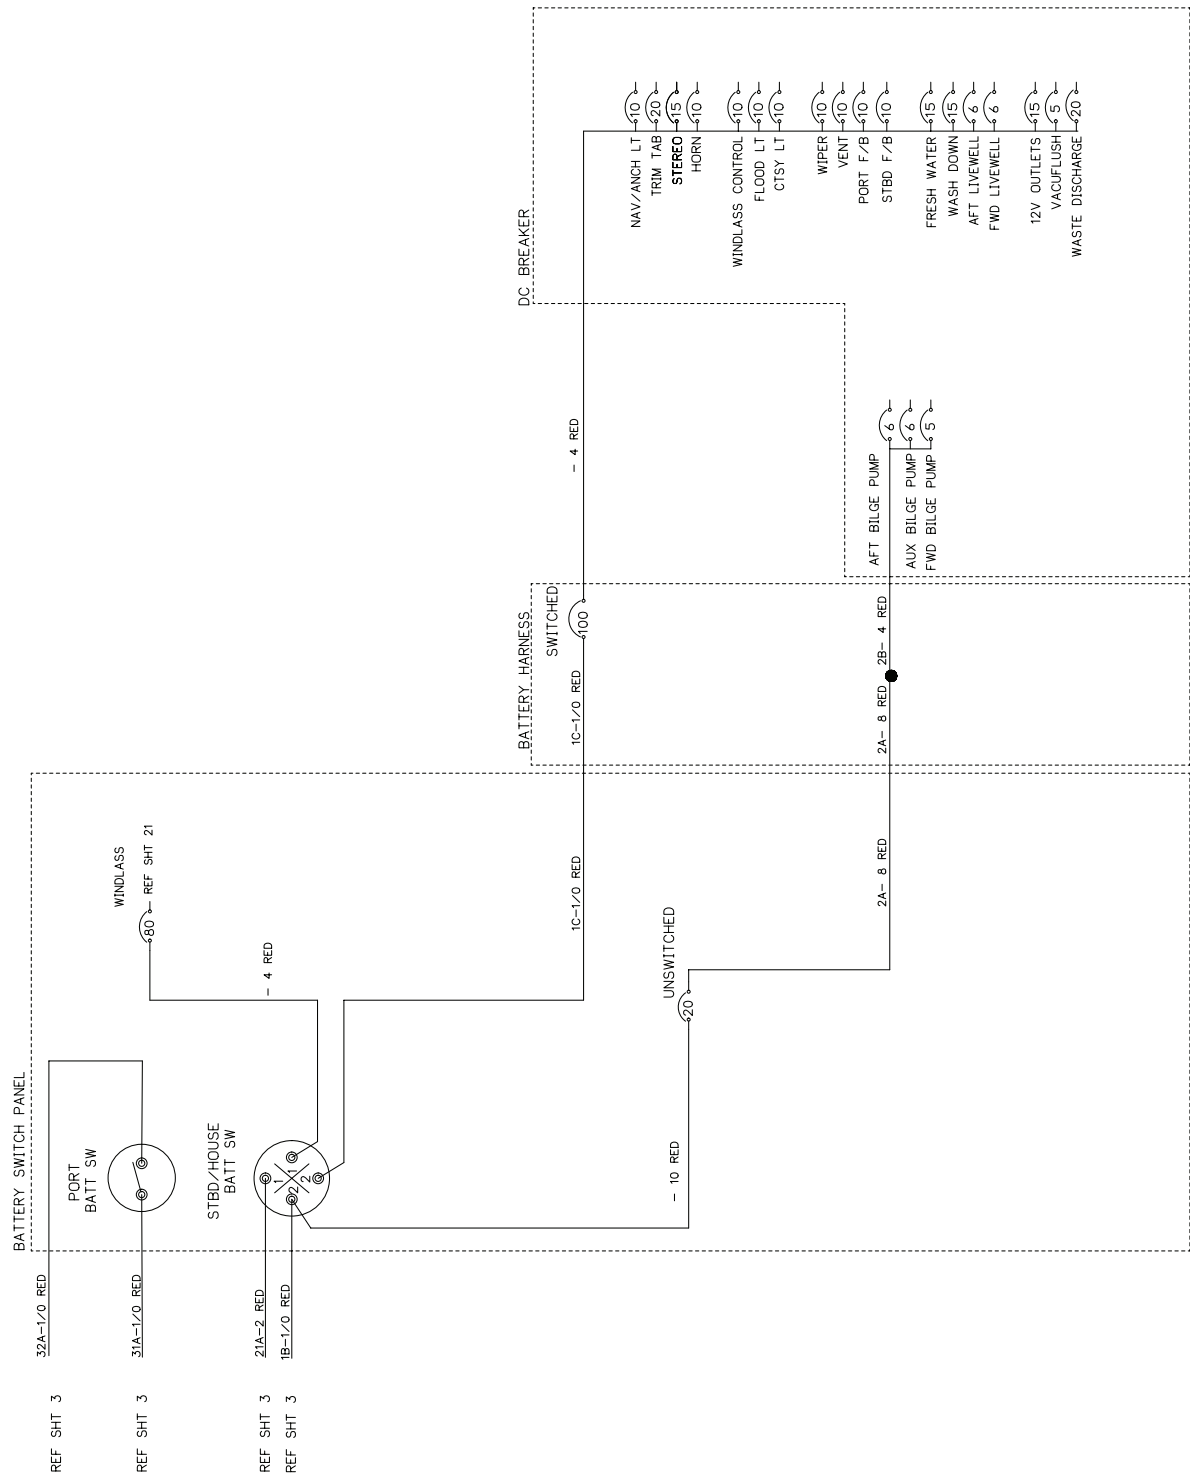 BATTERY SWITCH PANEL
REF SHT 3
32A-1/0 RED
REF SHT 3
31A-1/0 RED
PORT
BATT SW
WINDLASS
80
REF SHT 21
STBD/HOUSE
BATT SW
1
1
2
2
REF SHT 3
21A-2 RED
REF SHT 3
1B-1/0 RED
- 4 RED
- 10 RED
UNSWITCHED
20
1C-1/0 RED
2A- 8 RED
BATTERY HARNESS
1C-1/0 RED
SWITCHED
100
2A- 8 RED
2B- 4 RED
- 4 RED
DC BREAKER
AFT BILGE PUMP
6
AUX BILGE PUMP
6
FWD BILGE PUMP
5
NAV/ANCH LT
10
TRIM TAB
20
STEREO
15
HORN
10
WINDLASS CONTROL
10
FLOOD LT
10
CTSY LT
10
WIPER
10
VENT
10
PORT F/B
10
STBD F/B
10
FRESH WATER
15
WASH DOWN
15
AFT LIVEWELL
6
FWD LIVEWELL
6
12V OUTLETS
15
VACUFLUSH
5
WASTE DISCHARGE
20